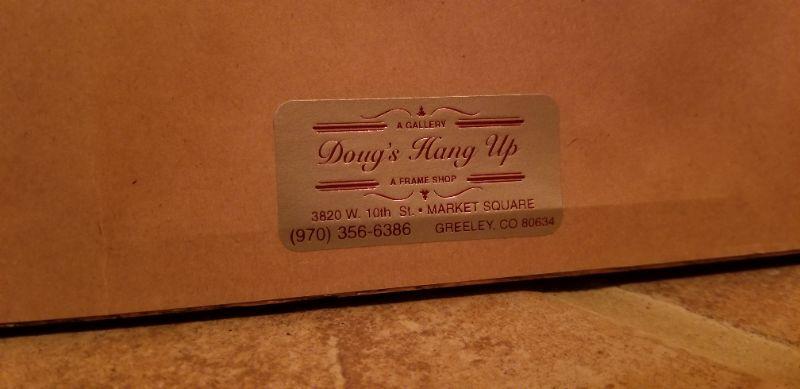 A GALLERY
Doug's Hang Up
A FRAME SHOP
3820 W. 10th St. • MARKET SQUARE
(970) 356-6386 GREELEY, CO 80634